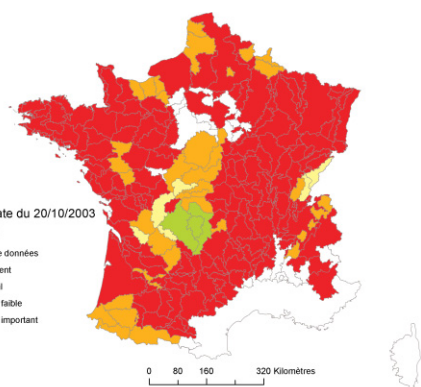 ate du 20/10/2003
e données
ent
l
faible
important
0 80 160 320 Kilomètres